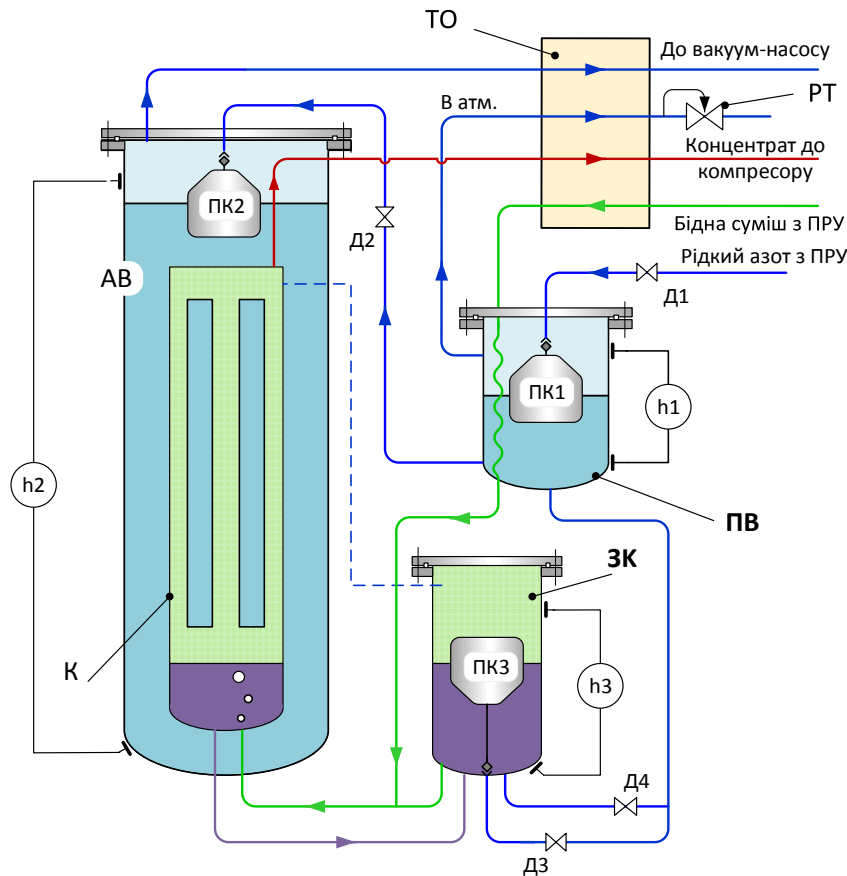 ТО
До вакуум-насосу
В атм.
РТ
Концентрат до
компресору
ПК2
Бідна суміш з ПРУ
Д2
Рідкий азот з ПРУ
АВ
Д1
ПК1
h1
h2
ПВ
ЗК
К
ПК3
h3
Д4
Д3